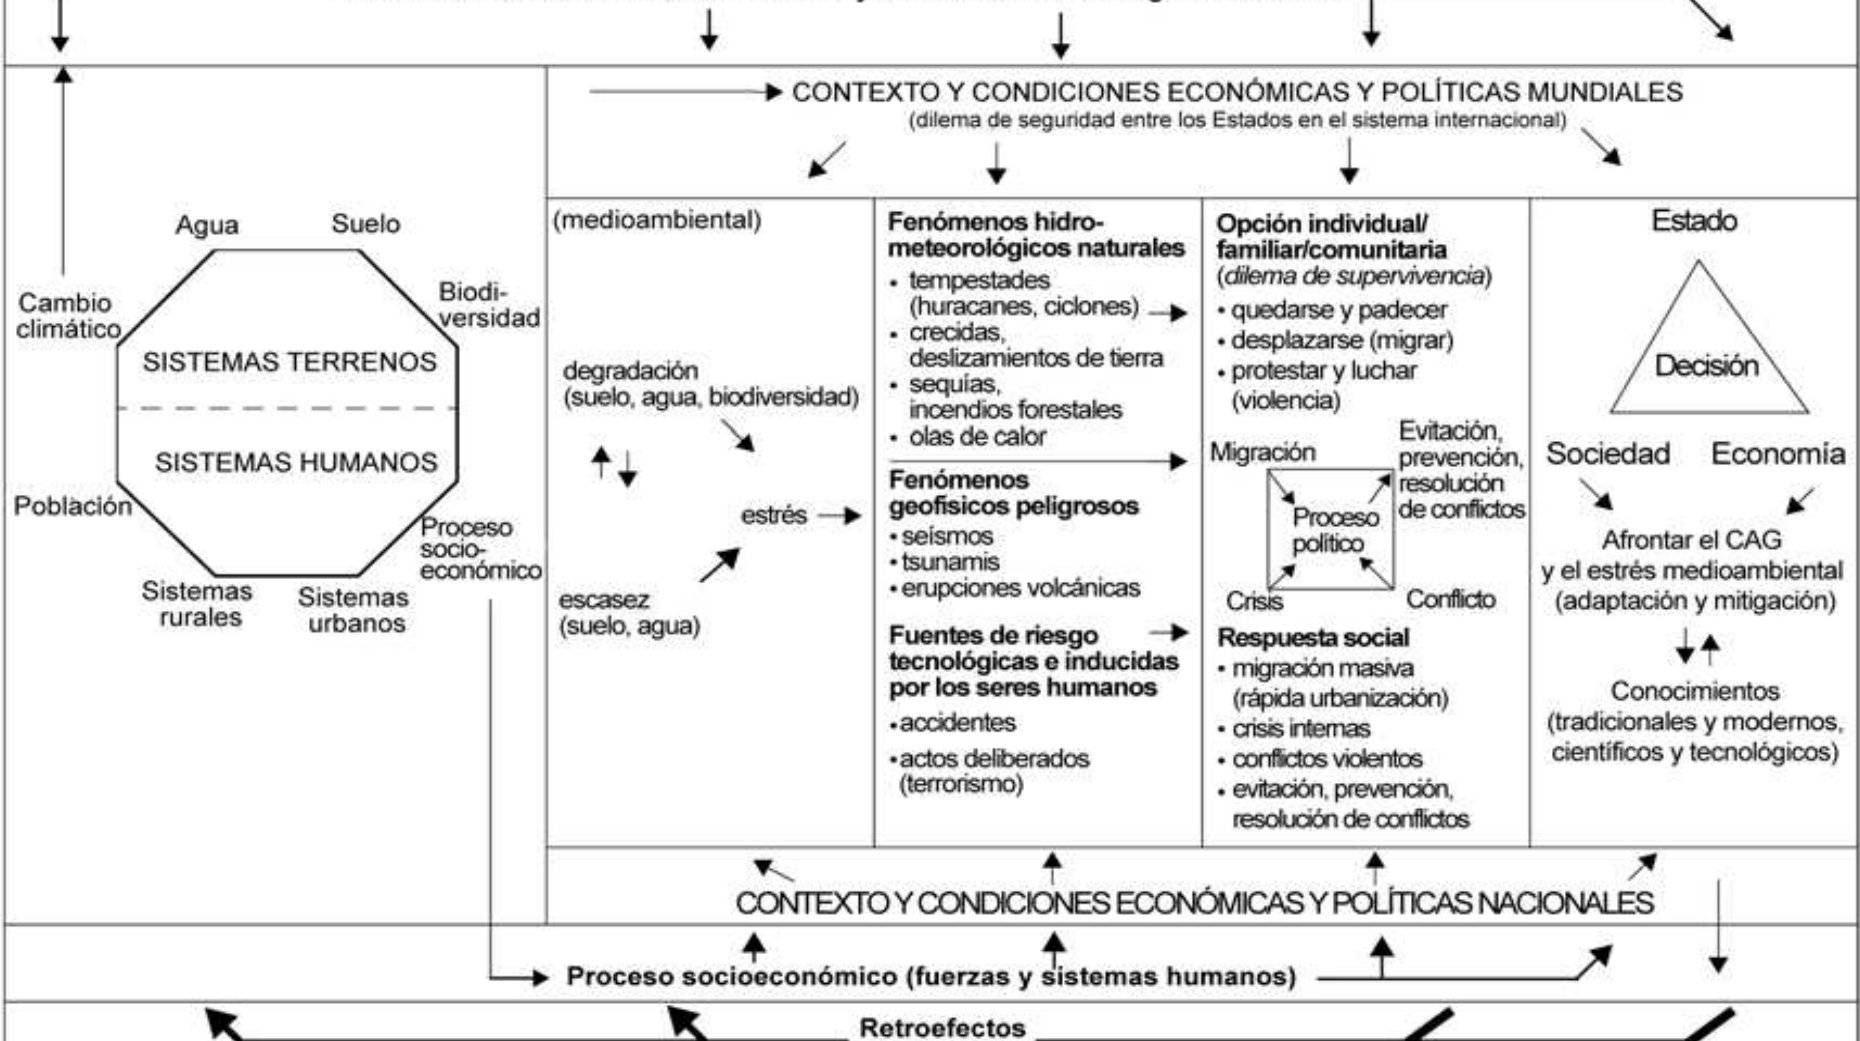 CONTEXTO Y CONDICIONES ECONÓMICAS Y POLÍTICAS MUNDIALES
(dilema de seguridad entre los Estados en el sistema internacional)
Agua
Suelo
Cambio
climático
Biodi-
versidad
SISTEMAS TERRENOS
SISTEMAS HUMANOS
Población
Proceso
socio-
económico
Sistemas
rurales
Sistemas
urbanos
(medioambiental)
degradación
(suelo, agua, biodiversidad)
estrés
escasez
(suelo, agua)
Fenómenos hidro-
meteorológicos naturales
• tempestades
(huracanes, ciclones)
• crecidas,
deslizamientos de tierra
• sequías,
incendios forestales
• olas de calor
Fenómenos
geofísicos peligrosos
• seísmos
• tsunamis
• erupciones volcánicas
Fuentes de riesgo
tecnológicas e inducidas
por los seres humanos
• accidentes
• actos deliberados
(terrorismo)
Opción individual/
familiar/comunitaria
(dilema de supervivencia)
• quedarse y padecer
• desplazarse (migrar)
• protestar y luchar
(violencia)
Migración
Evitación,
prevención,
resolución
de conflictos
Proceso
político
Crisis
Conflicto
Respuesta social
• migración masiva
(rápida urbanización)
• crisis internas
• conflictos violentos
• evitación, prevención,
resolución de conflictos
Estado
Decisión
Sociedad
Economía
Afrontar el CAG
y el estrés medioambiental
(adaptación y mitigación)
Conocimientos
(tradicionales y modernos,
científicos y tecnológicos)
CONTEXTO Y CONDICIONES ECONÓMICAS Y POLÍTICAS NACIONALES
Proceso socioeconómico (fuerzas y sistemas humanos)
Retroefectos